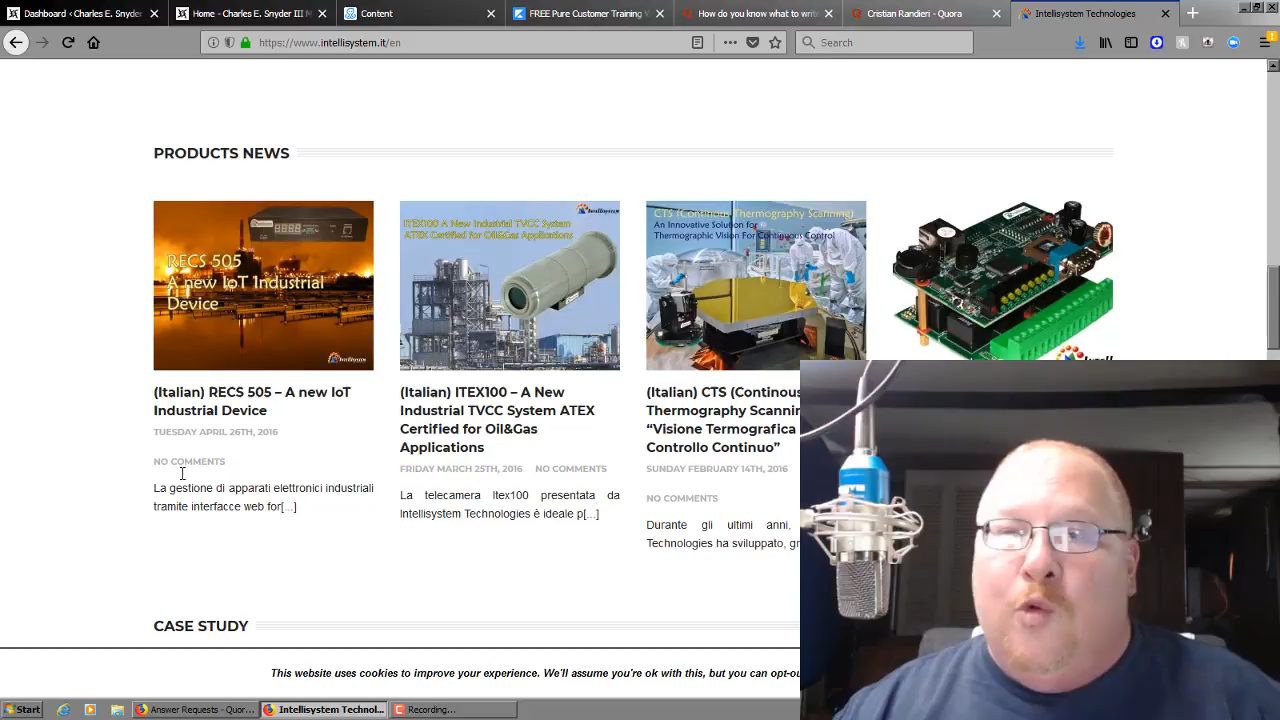 Dashboard ‹ Charles E. Snyde
Home - Charles E. Snyder III M
Content
FREE Pure Customer Training
How do you know what to write
Cristian Randieri - Quora
Intellisystem Technologies
https://www.intellisystem.it/en
Search
PRODUCTS NEWS
RECS 505
A new IoT Industrial
Device
Intellisystem
ITEX100 A New Industrial TVCC System
ATEX Certified for Oil&Gas Applications
Intellisystem
CTS (Continous Thermography Scanning)
An Innovative Solution for
Thermographic Vision For Continuous Control
(Italian) RECS 505 – A new IoT
Industrial Device
TUESDAY APRIL 26TH, 2016
NO COMMENTS
La gestione di apparati elettronici industriali
tramite interfacce web for[...]
(Italian) ITEX100 – A New
Industrial TVCC System ATEX
Certified for Oil&Gas
Applications
FRIDAY MARCH 25TH, 2016 NO COMMENTS
La telecamera Itex100 presentata da
Intellisystem Technologies è ideale p[...]
(Italian) CTS (Continous
Thermography Scannin
“Visione Termografica
Controllo Continuo”
SUNDAY FEBRUARY 14TH, 2016
NO COMMENTS
Durante gli ultimi anni,
Technologies ha sviluppato, gr
CASE STUDY
This website uses cookies to improve your experience. We'll assume you're ok with this, but you can opt-ou
Start
Answer Requests - Quor...
Intellisystem Technol...
Recording...